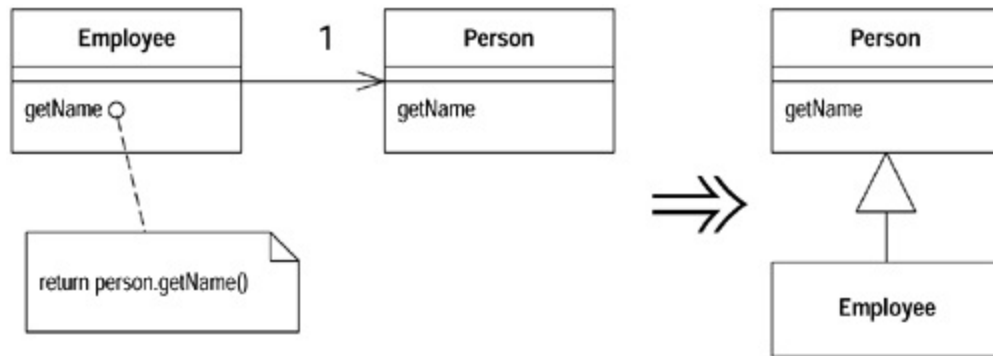 Employee
1
Person
Person
getName
getName
getName
return person.getName()
Employee